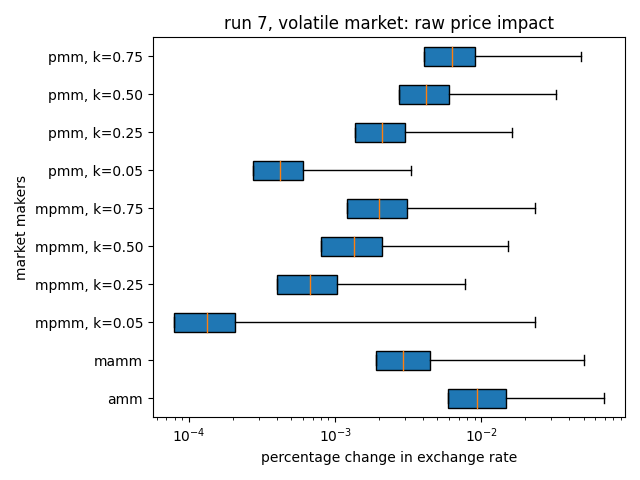 run 7, volatile market: raw price impact
pmm, k=0.75
pmm, k=0.50
pmm, k=0.25
pmm, k=0.05
mpmm, k=0.75
mpmm, k=0.50
mpmm, k=0.25
mpmm, k=0.05
mamm
amm
market makers
10⁻⁴ 10⁻³ 10⁻²
percentage change in exchange rate